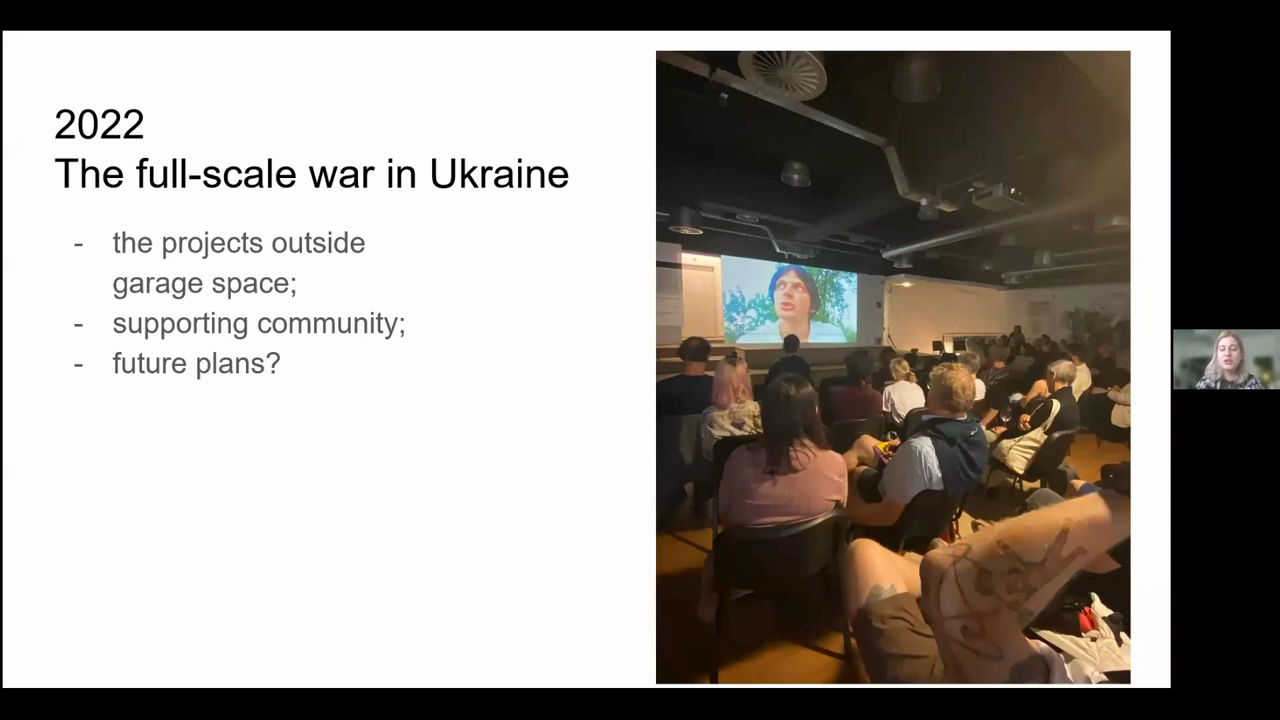 2022
The full-scale war in Ukraine
- the projects outside
garage space;
- supporting community;
- future plans?